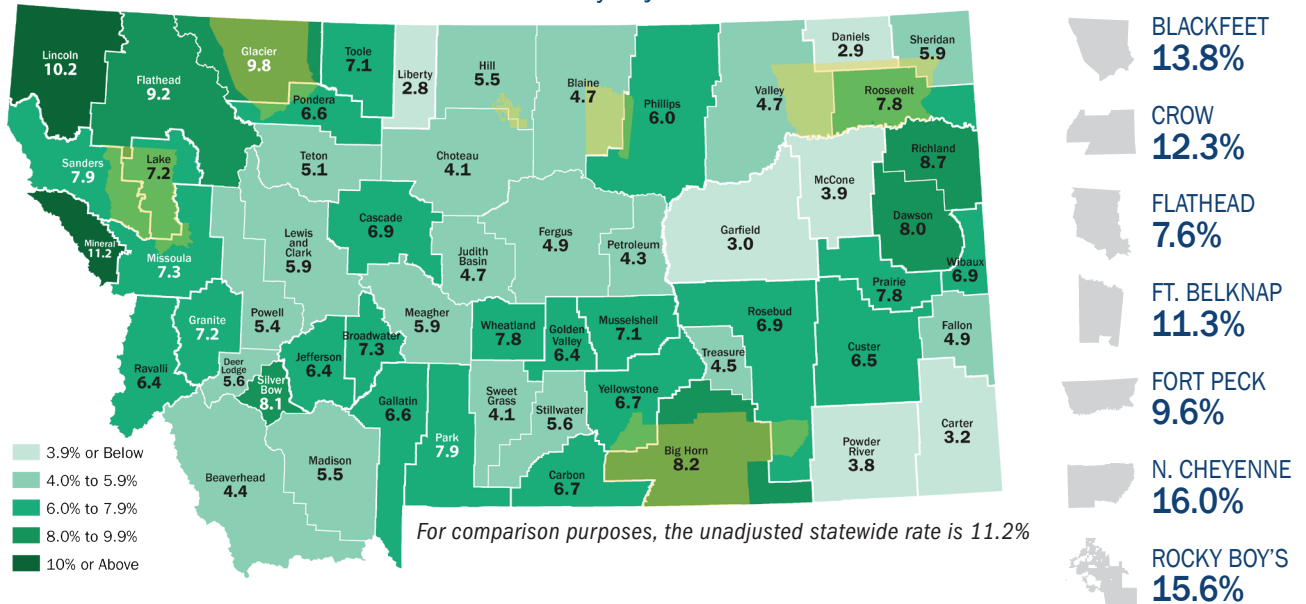 Lincoln
10.2
Flathead
9.2
Glacier
9.8
Toole
7.1
Liberty
2.8
Hill
5.5
Blaine
4.7
Phillips
6.0
Valley
4.7
Daniels
2.9
Sheridan
5.9
Roosevelt
7.8
Pondera
6.6
Sanders
7.9
Lake
7.2
Teton
5.1
Choteau
4.1
Richland
8.7
McCone
3.9
Mineral
11.2
Missoula
7.3
Lewis
and
Clark
5.9
Cascade
6.9
Judith
Basin
4.7
Fergus
4.9
Petroleum
4.3
Garfield
3.0
Dawson
8.0
Wibaux
6.9
Prairie
7.8
Granite
7.2
Powell
5.4
Meagher
5.9
Broadwater
7.3
Wheatland
7.8
Golden
Valley
6.4
Musselshell
7.1
Rosebud
6.9
Treasure
4.5
Custer
6.5
Fallon
4.9
Ravalli
6.4
Deer
Lodge
5.6
Silver
Bow
8.1
Jefferson
6.4
Gallatin
6.6
Park
7.9
Sweet
Grass
4.1
Stillwater
5.6
Yellowstone
6.7
Big Horn
8.2
Powder
River
3.8
Carter
3.2
Beaverhead
4.4
Madison
5.5
Carbon
6.7
3.9% or Below
4.0% to 5.9%
6.0% to 7.9%
8.0% to 9.9%
10% or Above
For comparison purposes, the unadjusted statewide rate is 11.2%
BLACKFEET
13.8%
CROW
12.3%
FLATHEAD
7.6%
FT. BELKNAP
11.3%
FORT PECK
9.6%
N. CHEYENNE
16.0%
ROCKY BOY'S
15.6%